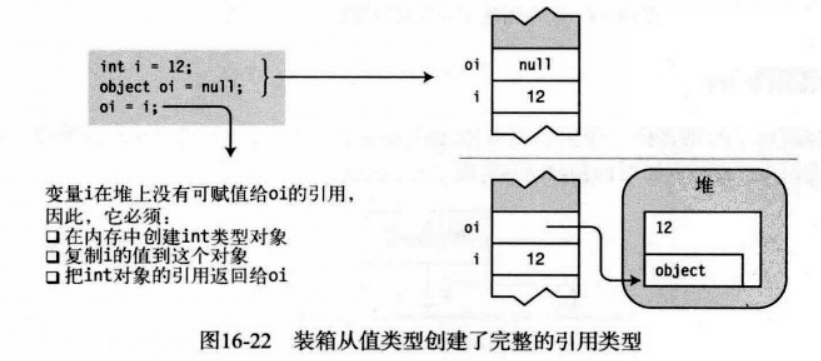 int i = 12;
object oi = null;
oi = i;
oi null
i 12
变量i在堆上没有可赋值给oi的引用，
因此，它必须：
□在内存中创建int类型对象
□复制i的值到这个对象
□把int对象的引用返回给oi
oi
i 12
堆
12
object
图16-22 装箱从值类型创建了完整的引用类型